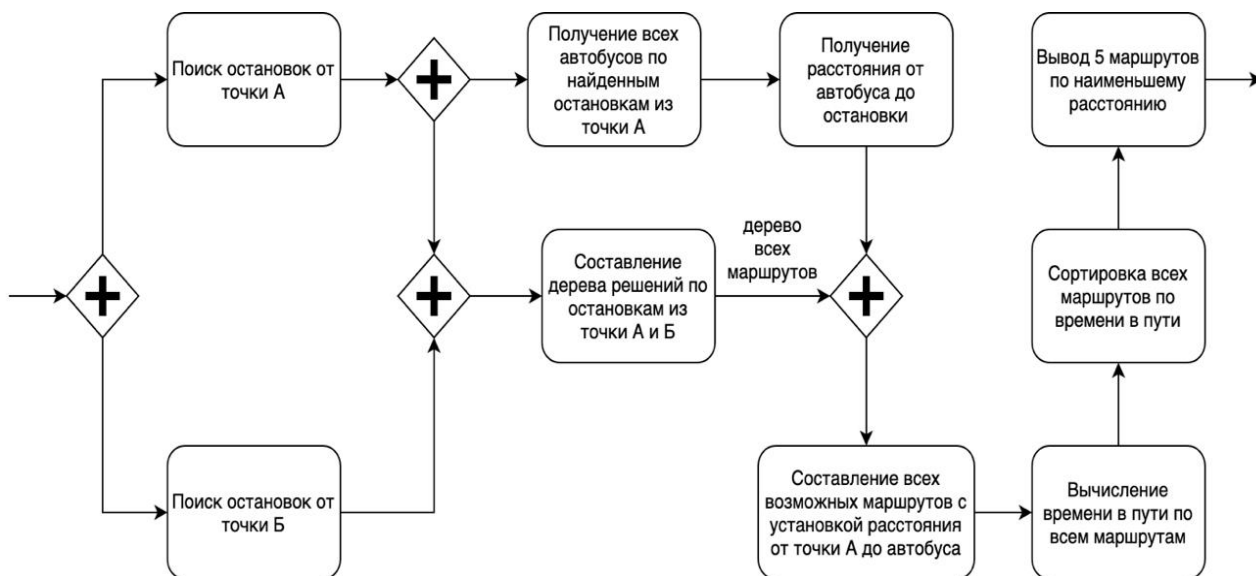 Поиск остановок от
точки А
Получение всех
автобусов по
найденным
остановкам из
точки А
Получение
расстояния от
автобуса до
остановки
Вывод 5 маршрутов
по наименьшему
расстоянию
Составление
дерева решений по
остановкам из
точки А и Б
дерево
всех
маршрутов
Сортировка всех
маршрутов по
времени в пути
Поиск остановок от
точки Б
Составление всех
возможных маршрутов с
установкой расстояния
от точки А до автобуса
Вычисление
времени в пути по
всем маршрутам